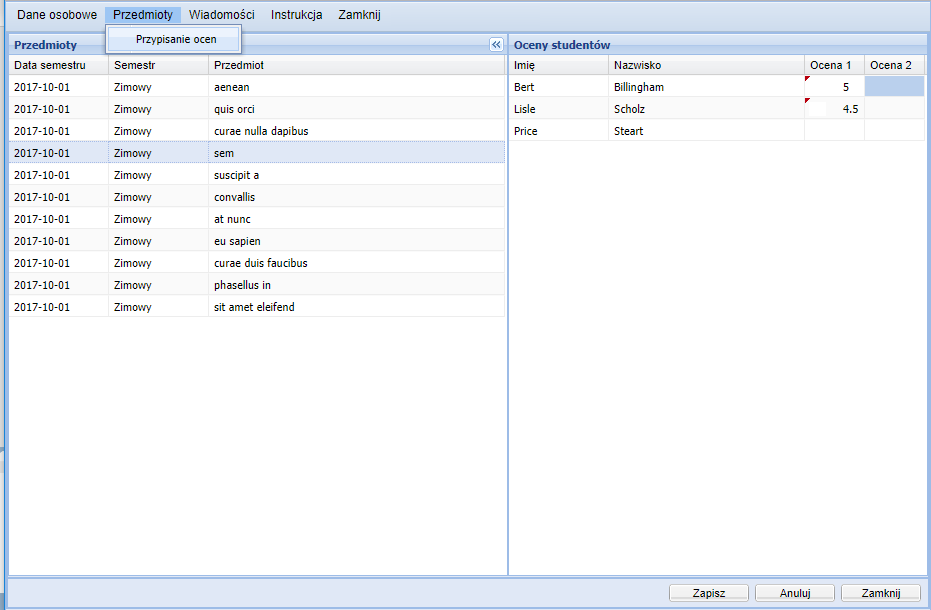 Dane osobowe Przedmioty Wiadomości Instrukcja Zamknij
Przypisanie ocen
Przedmioty
Data semestru Semestr Przedmiot
2017-10-01 Zimowy aenean
2017-10-01 Zimowy quis orci
2017-10-01 Zimowy curae nulla dapibus
2017-10-01 Zimowy sem
2017-10-01 Zimowy suscipit a
2017-10-01 Zimowy convallis
2017-10-01 Zimowy at nunc
2017-10-01 Zimowy eu sapien
2017-10-01 Zimowy curae duis faucibus
2017-10-01 Zimowy phasellus in
2017-10-01 Zimowy sit amet eleifend
Oceny studentów
Imię Nazwisko Ocena 1 Ocena 2
Bert Billingham 5
Lisle Scholz 4.5
Price Steart
Zapisz Anuluj Zamknij